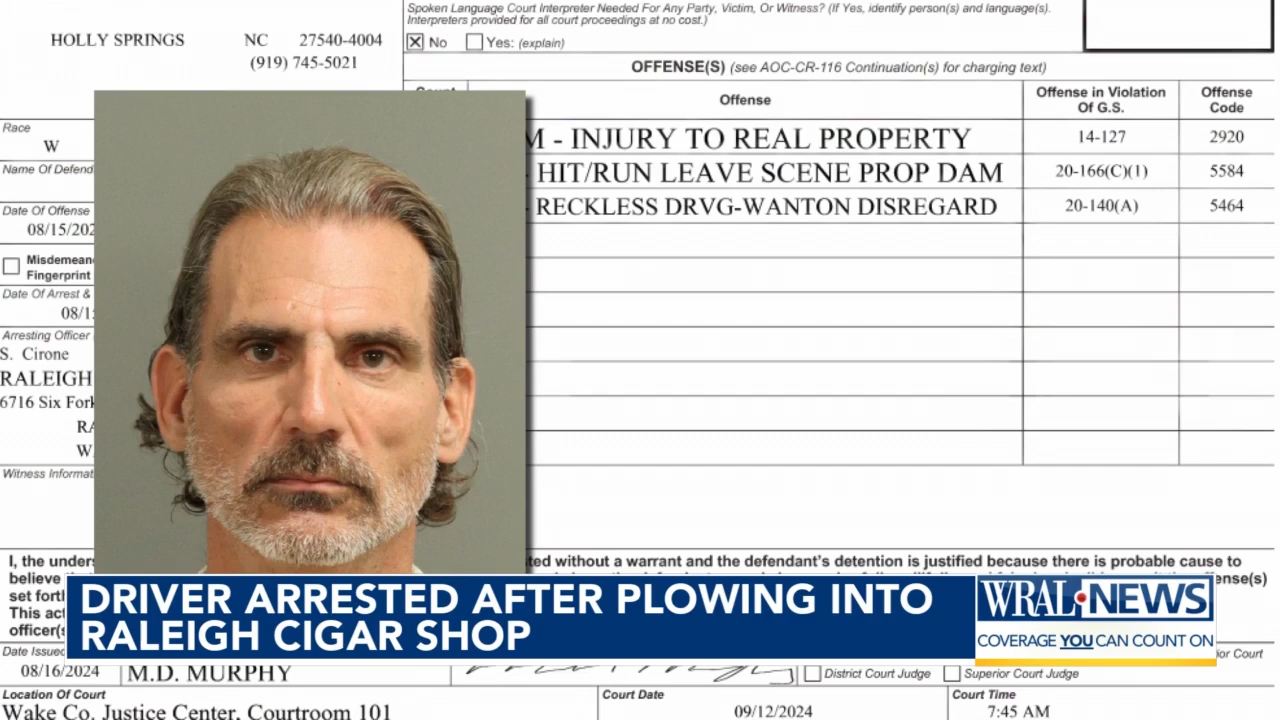 Spoken Language Court Interpreter Needed For Any Party, Victim, Or Witness? (If Yes, identify person(s) and language(s).
Interpreters provided for all court proceedings at no cost.)
HOLLY SPRINGS NC 27540-4004
(919) 745-5021
No Yes: (explain)
OFFENSE(S) (see AOC-CR-116 Continuation(s) for charging text)
Offense Offense in Violation Of G.S. Offense Code
Race
W
M - INJURY TO REAL PROPERTY 14-127 2920
Name Of Defend
- HIT/RUN LEAVE SCENE PROP DAM 20-166(C)(1) 5584
Date Of Offense
- RECKLESS DRVG-WANTON DISREGARD 20-140(A) 5464
08/15/202
Misdemean
Fingerprint
Date Of Arrest &
08/1
Arresting Officer
S. Cirone
RALEIGH
6716 Six Fork
RA
W
Witness Informat
I, the unders ted without a warrant and the defendant's detention is justified because there is probable cause to
believe
set forth
This act
officer(s
DRIVER ARRESTED AFTER PLOWING INTO
RALEIGH CIGAR SHOP
WRAL NEWS
COVERAGE YOU CAN COUNT ON
Date Issued
08/16/2024 M.D. MURPHY District Court Judge Superior Court Judge
Location Of Court Court Date Court Time
Wake Co. Justice Center, Courtroom 101 09/12/2024 7:45 AM